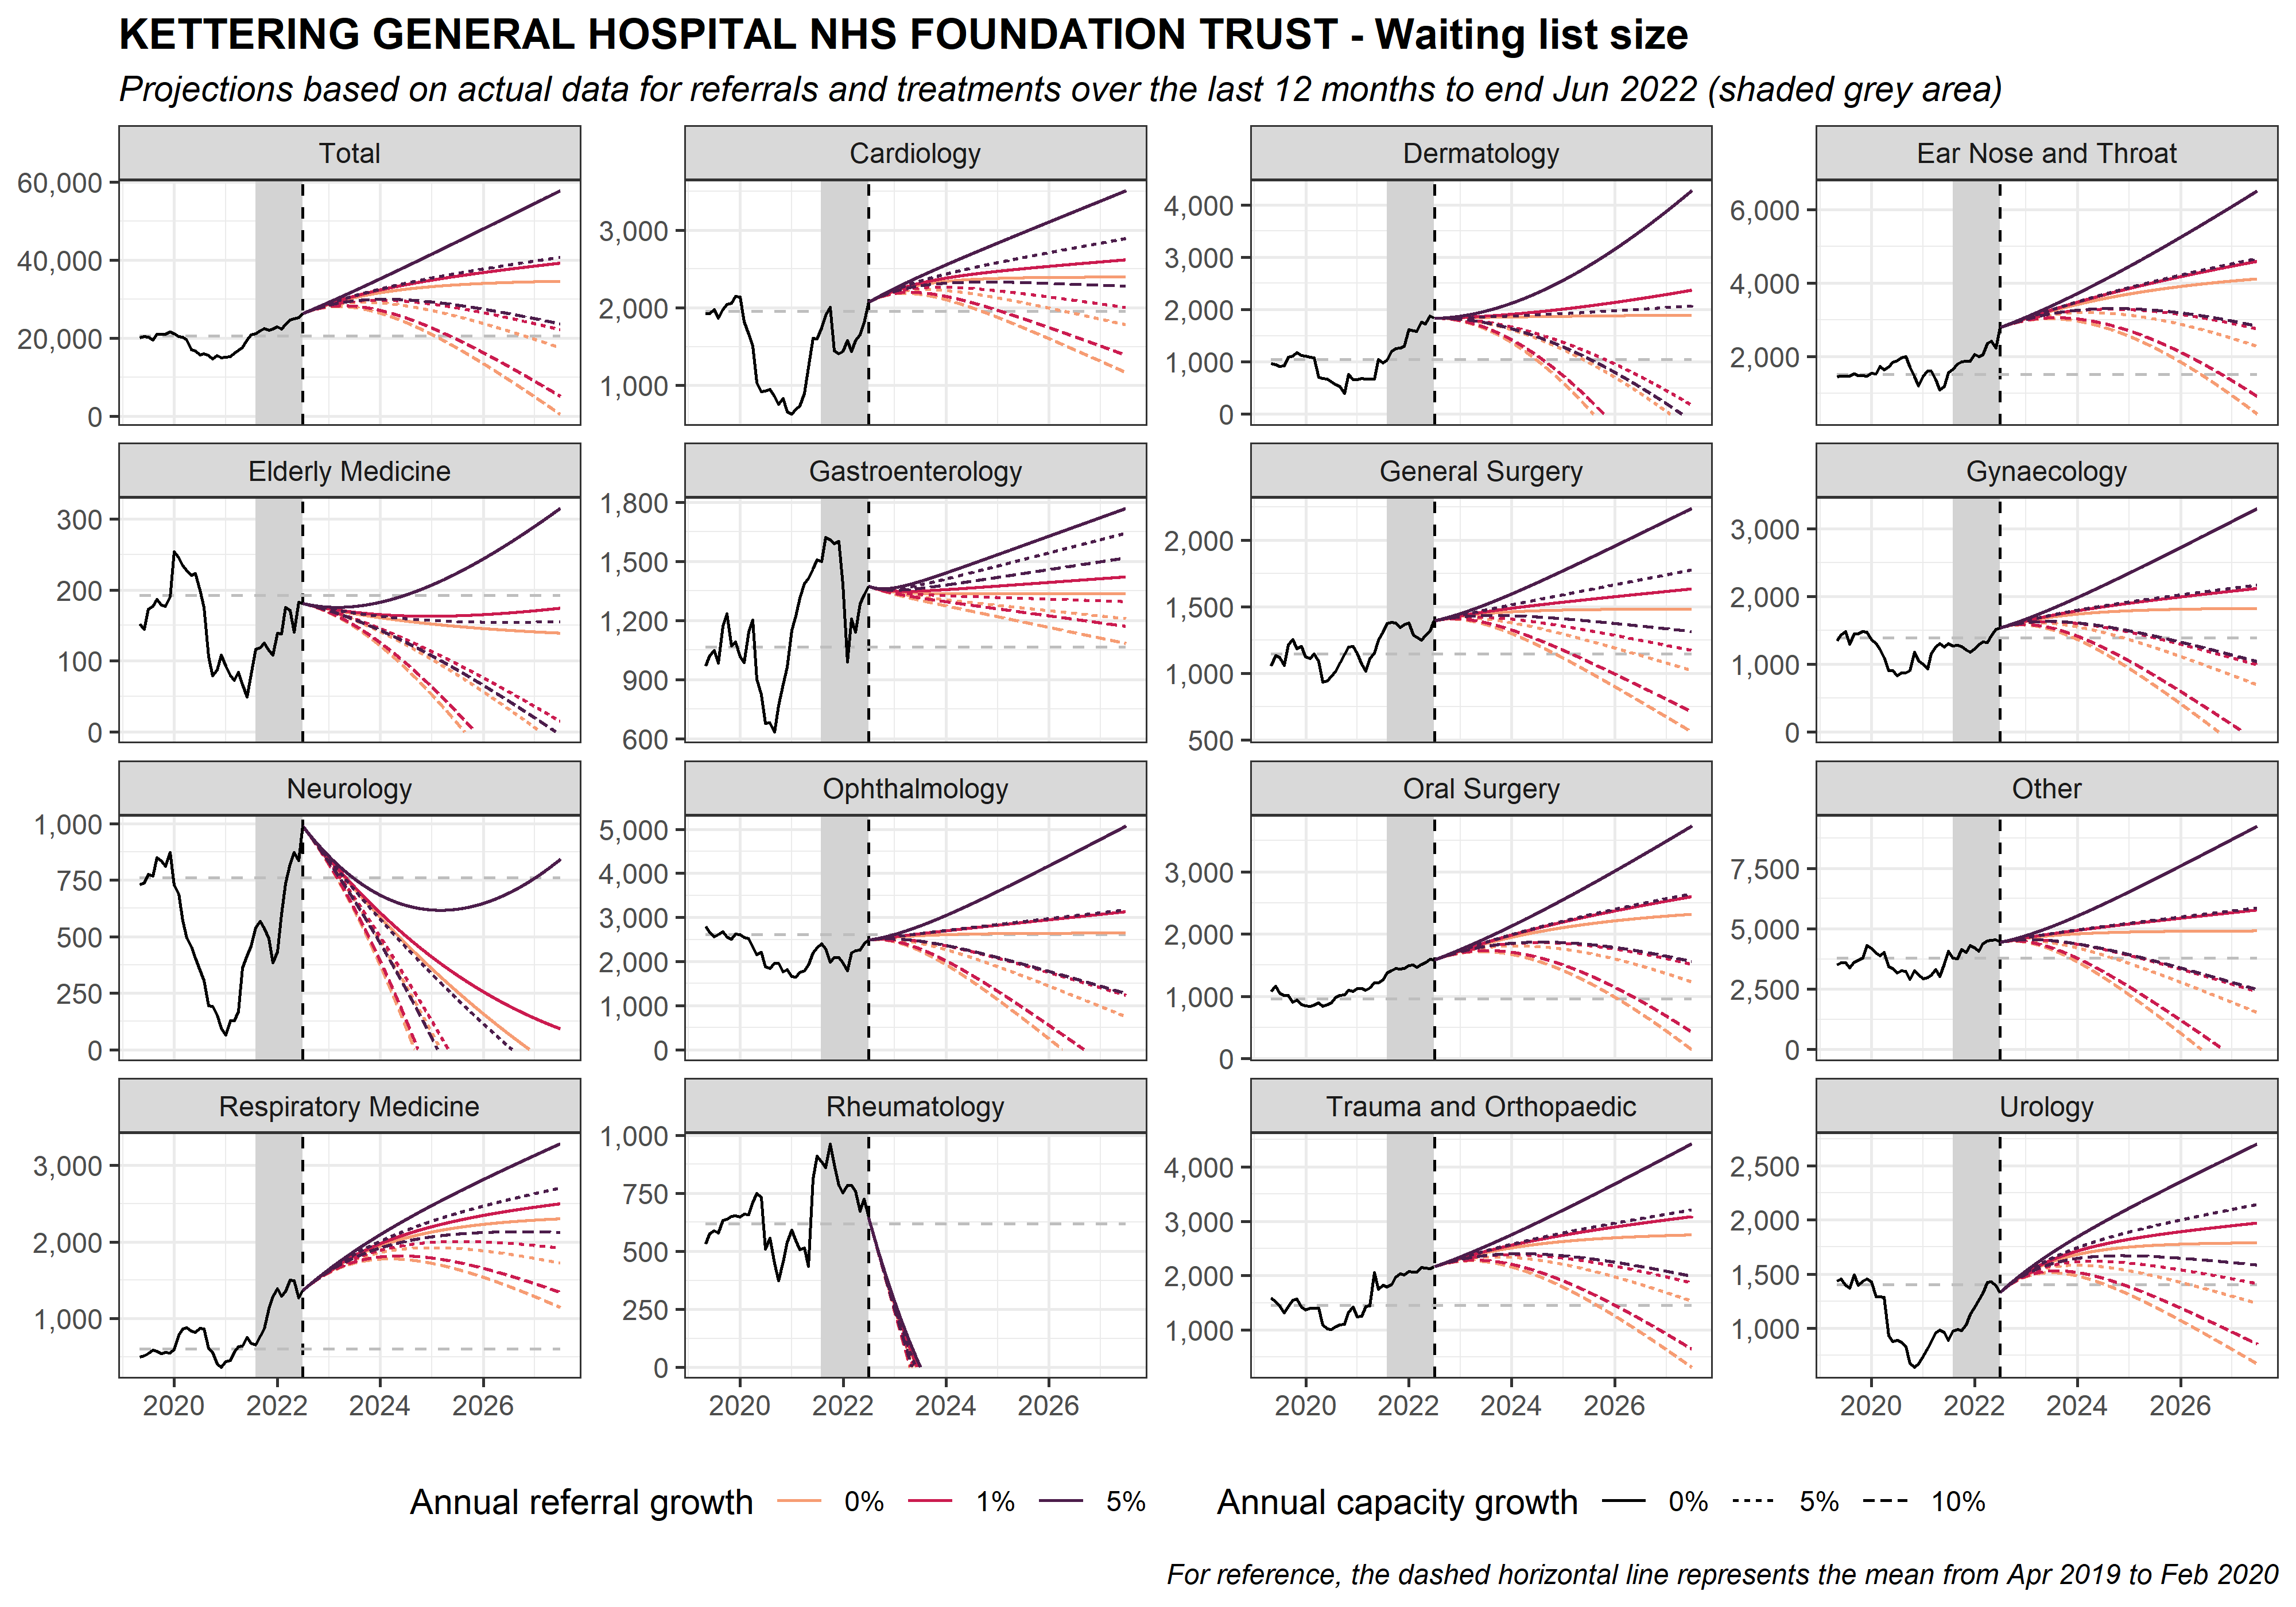 KETTERING GENERAL HOSPITAL NHS FOUNDATION TRUST - Waiting list size
Projections based on actual data for referrals and treatments over the last 12 months to end Jun 2022 (shaded grey area)
Total
60,000
40,000
20,000
0
Cardiology
3,000
2,000
1,000
Dermatology
4,000
3,000
2,000
1,000
0
Ear Nose and Throat
6,000
4,000
2,000
Elderly Medicine
300
200
100
0
Gastroenterology
1,800
1,500
1,200
900
600
General Surgery
2,000
1,500
1,000
500
Gynaecology
3,000
2,000
1,000
0
Neurology
1,000
750
500
250
0
Ophthalmology
5,000
4,000
3,000
2,000
1,000
0
Oral Surgery
3,000
2,000
1,000
0
Other
7,500
5,000
2,500
0
Respiratory Medicine
3,000
2,000
1,000
2020 2022 2024 2026
Rheumatology
1,000
750
500
250
0
2020 2022 2024 2026
Trauma and Orthopaedic
4,000
3,000
2,000
1,000
2020 2022 2024 2026
Urology
2,500
2,000
1,500
1,000
2020 2022 2024 2026
Annual referral growth 0% 1% 5%
Annual capacity growth 0% 5% 10%
For reference, the dashed horizontal line represents the mean from Apr 2019 to Feb 2020